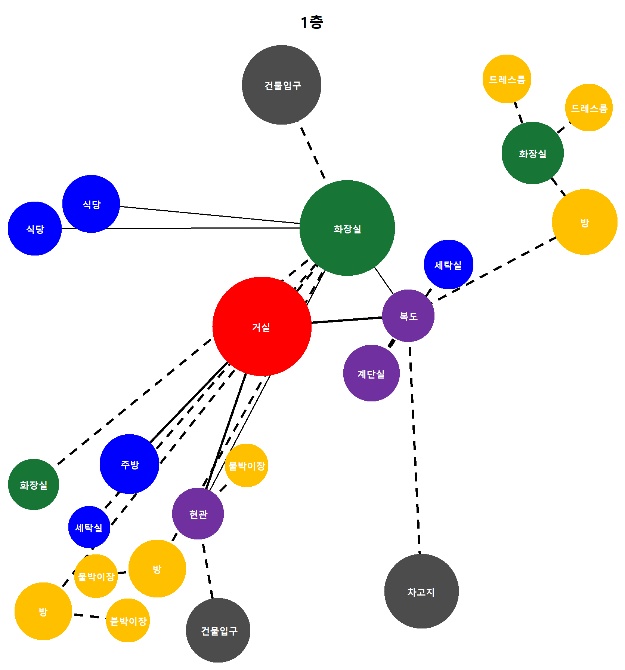 1층
건물입구
드레스룸
드레스룸
화장실
식당
식당
화장실
방
세탁실
복도
거실
계단실
주방
붙박이장
화장실
현관
세탁실
붙박이장
방
방
붙박이장
건물입구
차고지